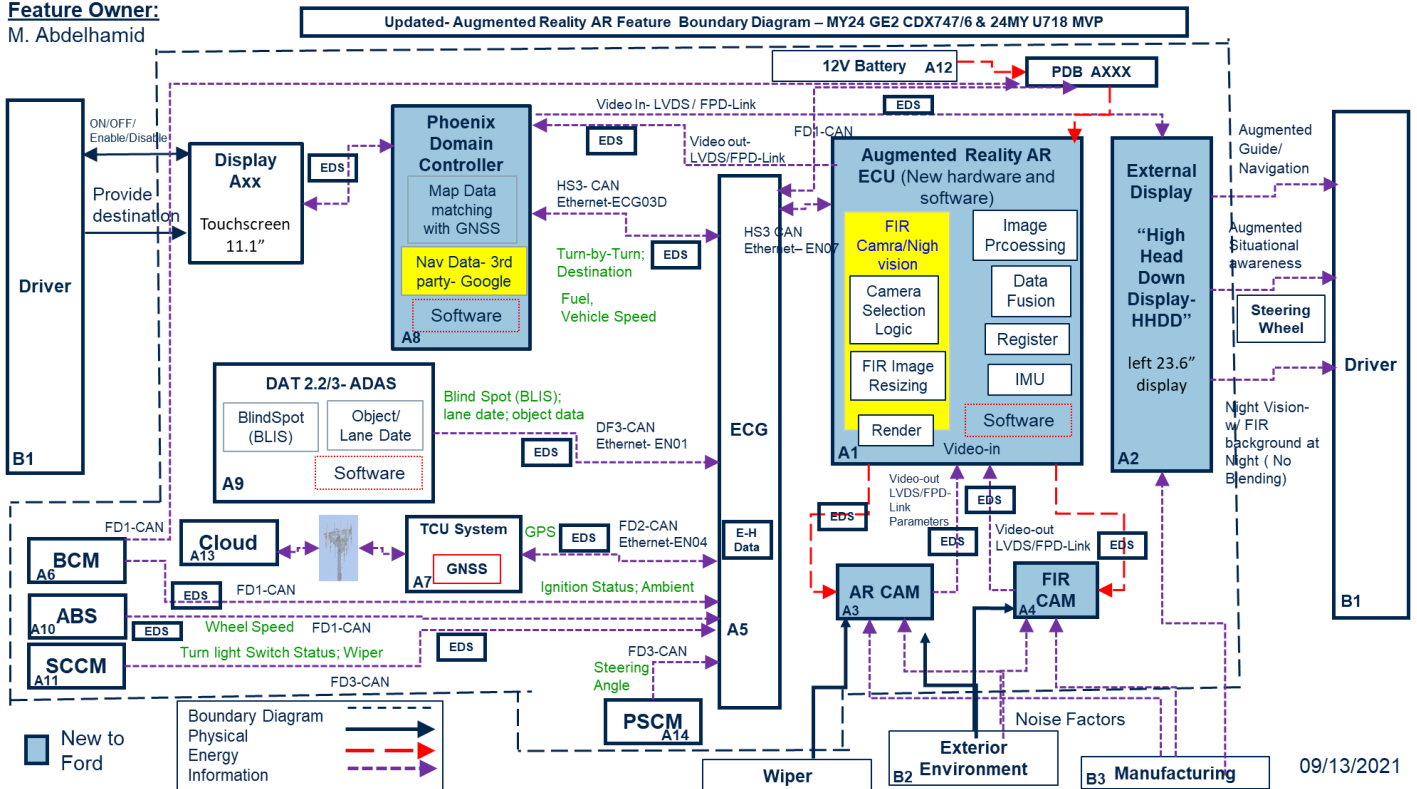 Feature Owner:
M. Abdelhamid
Updated- Augmented Reality AR Feature Boundary Diagram – MY24 GE2 CDX747/6 & 24MY U718 MVP
12V Battery A12
PDB AXXX
Driver
B1
ON/OFF/
Enable/Disable
Provide
destination
Display
Axx
Touchscreen
11.1”
EDS
Phoenix
Domain
Controller
Map Data
matching
with GNSS
Nav Data- 3rd
party- Google
Software
A8
Video In- LVDS / FPD-Link
EDS
EDS
Video out-
LVDS/FPD-Link
FD1-CAN
HS3- CAN
Ethernet-ECG03D
EDS
Turn-by-Turn;
Destination
Fuel,
Vehicle Speed
HS3 CAN
Ethernet– EN07
Augmented Reality AR
ECU (New hardware and
software)
FIR
Camra/Nigh
vision
Camera
Selection
Logic
FIR Image
Resizing
Render
Image
Prcoessing
Data
Fusion
Register
IMU
Software
A1
Video-in
External
Display
“High
Head
Down
Display-
HHDD”
left 23.6”
display
A2
Augmented
Guide/
Navigation
Augmented
Situational
awareness
Steering
Wheel
Night Vision-
w/ FIR
background at
Night ( No
Blending)
Driver
B1
DAT 2.2/3- ADAS
BlindSpot
(BLIS)
Object/
Lane Date
Software
A9
Blind Spot (BLIS);
lane date; object data
DF3-CAN
Ethernet- EN01
EDS
ECG
E-H
Data
A5
Video-out
LVDS/FPD-
Link
Parameters
EDS
EDS
EDS
Video-out
LVDS/FPD-Link
EDS
AR CAM
A3
FIR
CAM
A4
FD1-CAN
BCM
A6
Cloud
A13
TCU System
GNSS
A7
GPS
EDS
FD2-CAN
Ethernet-EN04
EDS
FD1-CAN
Ignition Status; Ambient
ABS
A10
EDS
Wheel Speed
FD1-CAN
EDS
SCCM
A11
Turn light Switch Status; Wiper
FD3-CAN
FD3-CAN
Steering
Angle
PSCM
A14
New to
Ford
Boundary Diagram
Physical
Energy
Information
Wiper
Exterior
Environment
B2
Noise Factors
B3 Manufacturing
09/13/2021